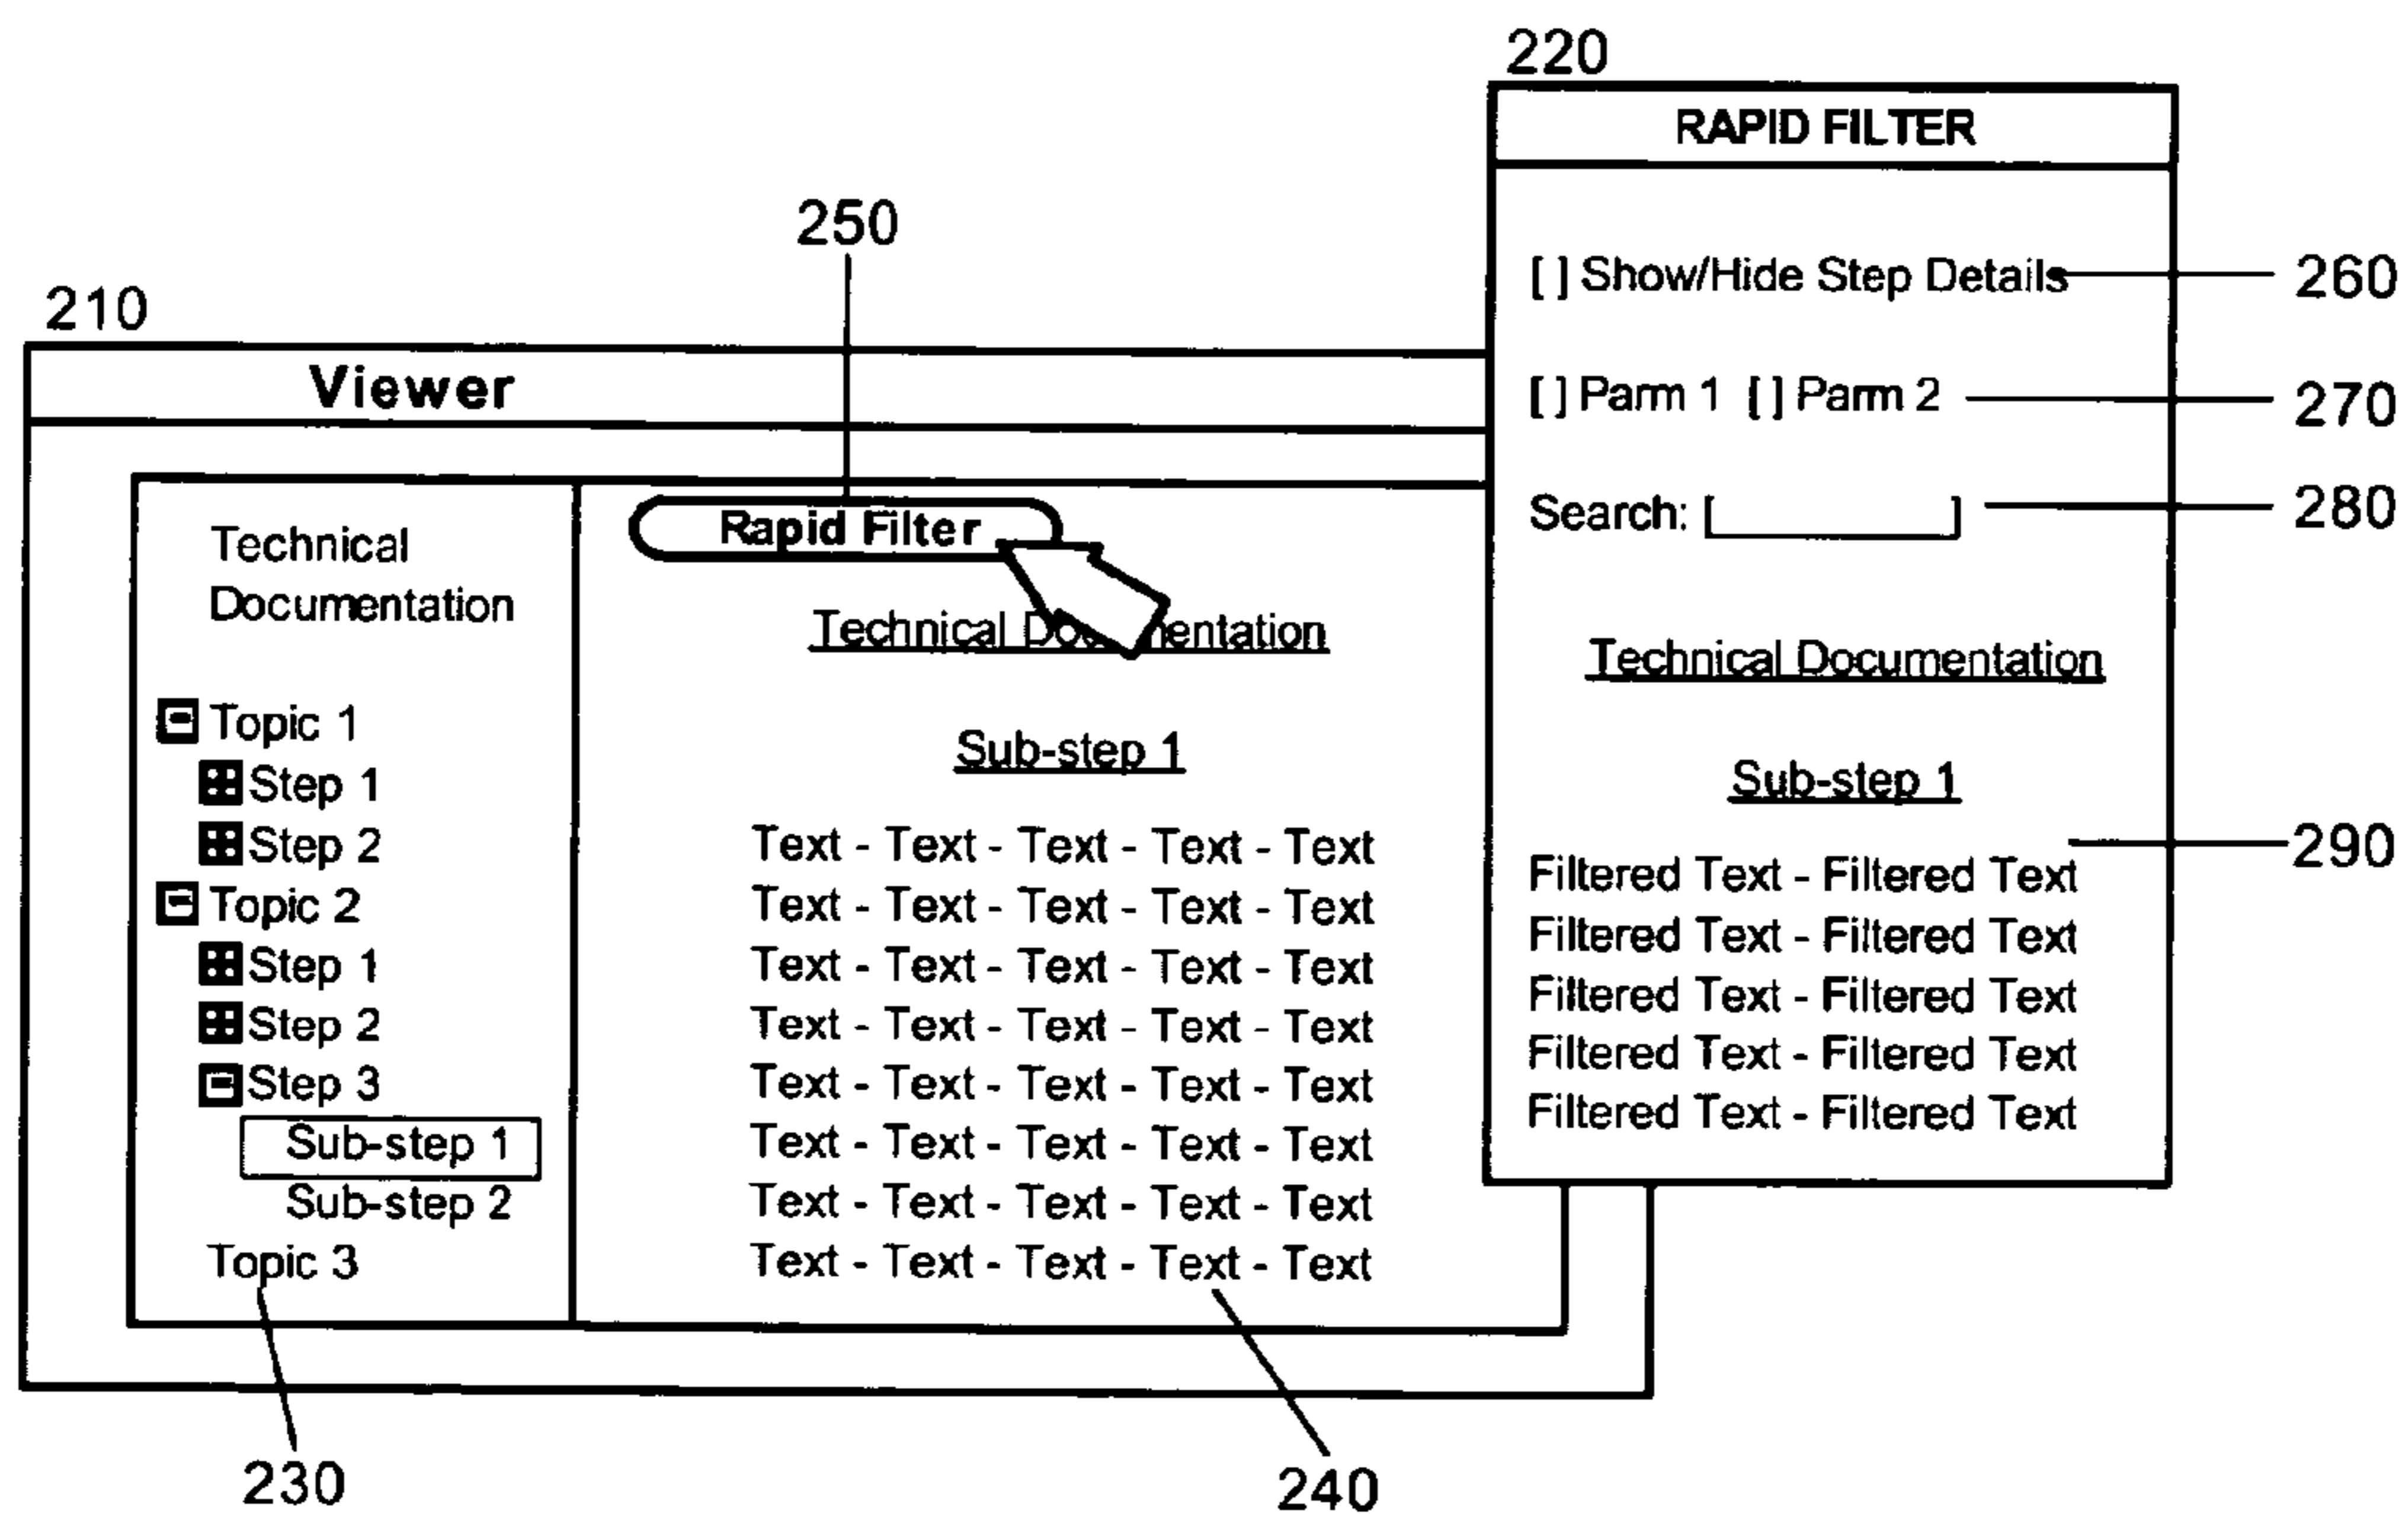 220
RAPID FILTER
[ ] Show/Hide Step Details
260
[ ] Parm 1 [ ] Parm 2
270
Search: [ ]
280
Technical Documentation
Sub-step 1
290
Filtered Text - Filtered Text
Filtered Text - Filtered Text
Filtered Text - Filtered Text
Filtered Text - Filtered Text
Filtered Text - Filtered Text
250
210
Viewer
Technical
Documentation
Topic 1
Step 1
Step 2
Topic 2
Step 1
Step 2
Step 3
Sub-step 1
Sub-step 2
Topic 3
230
Rapid Filter
Technical Documentation
Sub-step 1
Text - Text - Text - Text - Text
Text - Text - Text - Text - Text
Text - Text - Text - Text - Text
Text - Text - Text - Text - Text
Text - Text - Text - Text - Text
Text - Text - Text - Text - Text
Text - Text - Text - Text - Text
Text - Text - Text - Text - Text
240